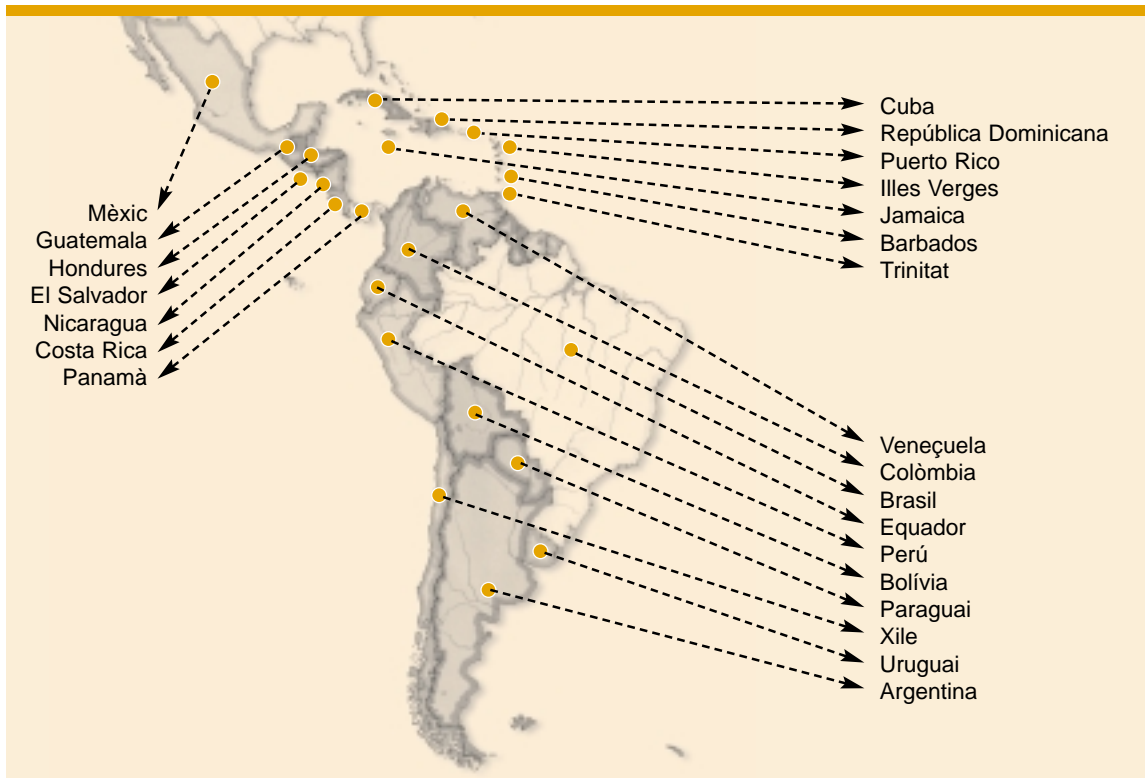 Mèxic
Guatemala
Hondures
El Salvador
Nicaragua
Costa Rica
Panamà
Cuba
República Dominicana
Puerto Rico
Illes Verges
Jamaica
Barbados
Trinitat
Veneçuela
Colòmbia
Brasil
Equador
Perú
Bolívia
Paraguai
Xile
Uruguai
Argentina